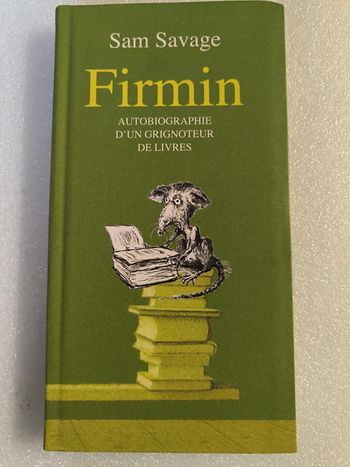 Sam Savage
Firmin
AUTOBIOGRAPHIE
D'UN GRIGNOTEUR
DE LIVRES